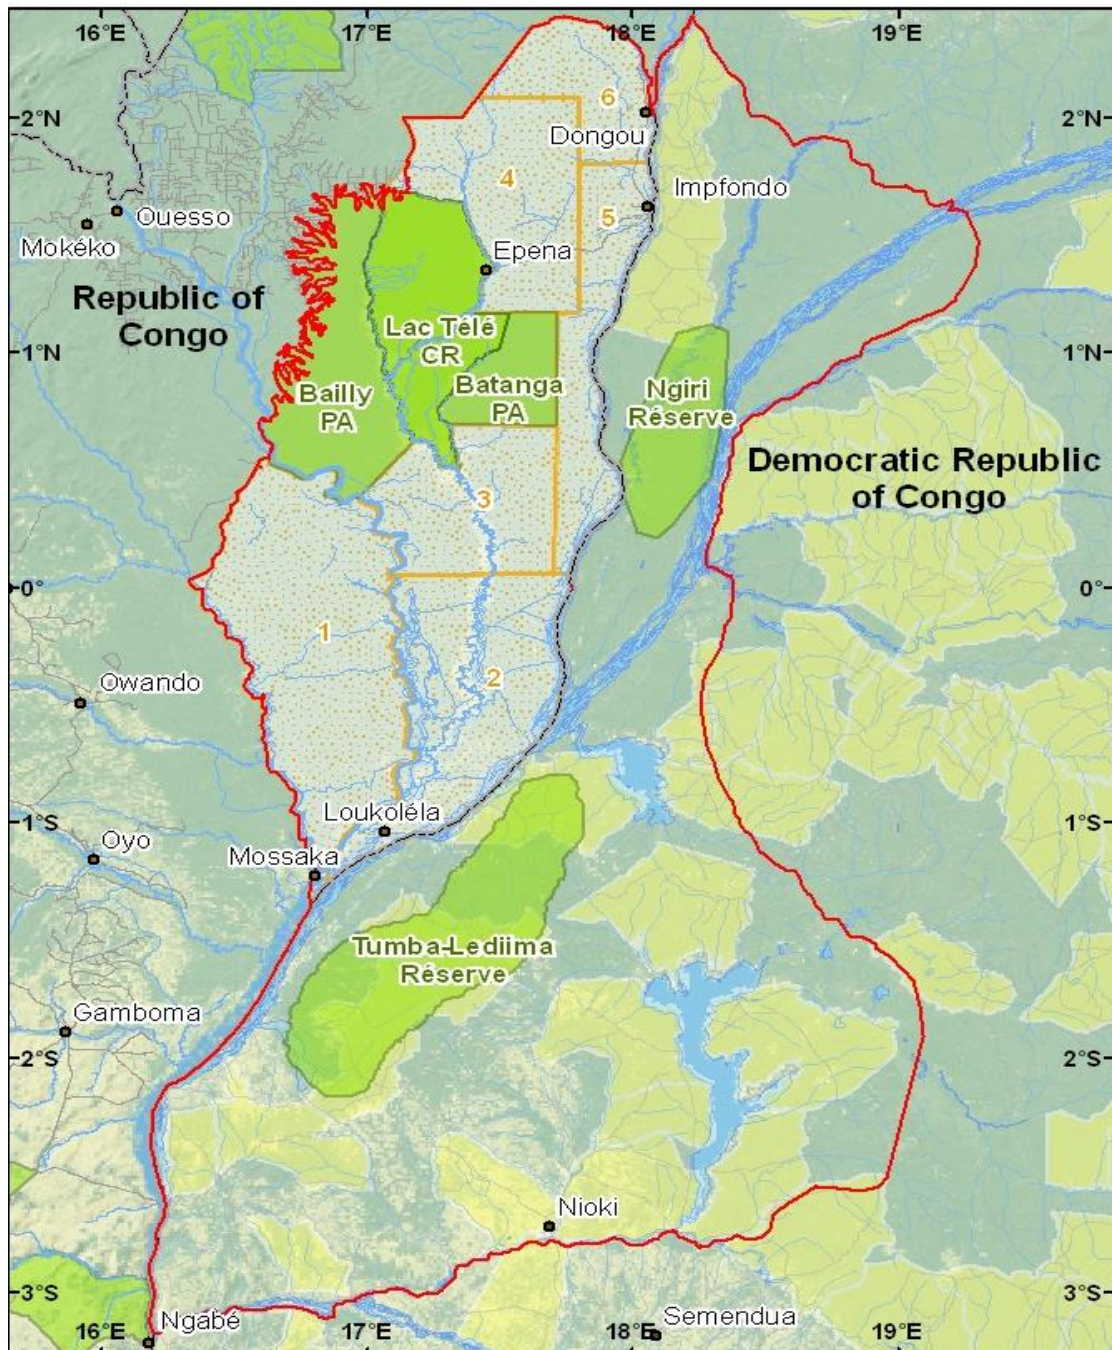 16°E
17°E
18°E
19°E
6
2°N
Dongou
2°N
4
Impfondo
5
Ouesso
Mokéko
Epena
Republic of
Congo
Lac Télé
CR
1°N
1°N
Bailly
PA
Batanga
PA
Ngiri
Réserve
Democratic Republic
of Congo
3
0°
0°
1
2
Owando
Loukoléla
1°S
1°S
Oyo
Mossaka
Tumba-Lediima
Réserve
Gamboma
2°S
2°S
Nioki
3°S
3°S
Ngabé
Semendua
16°E
17°E
18°E
19°E